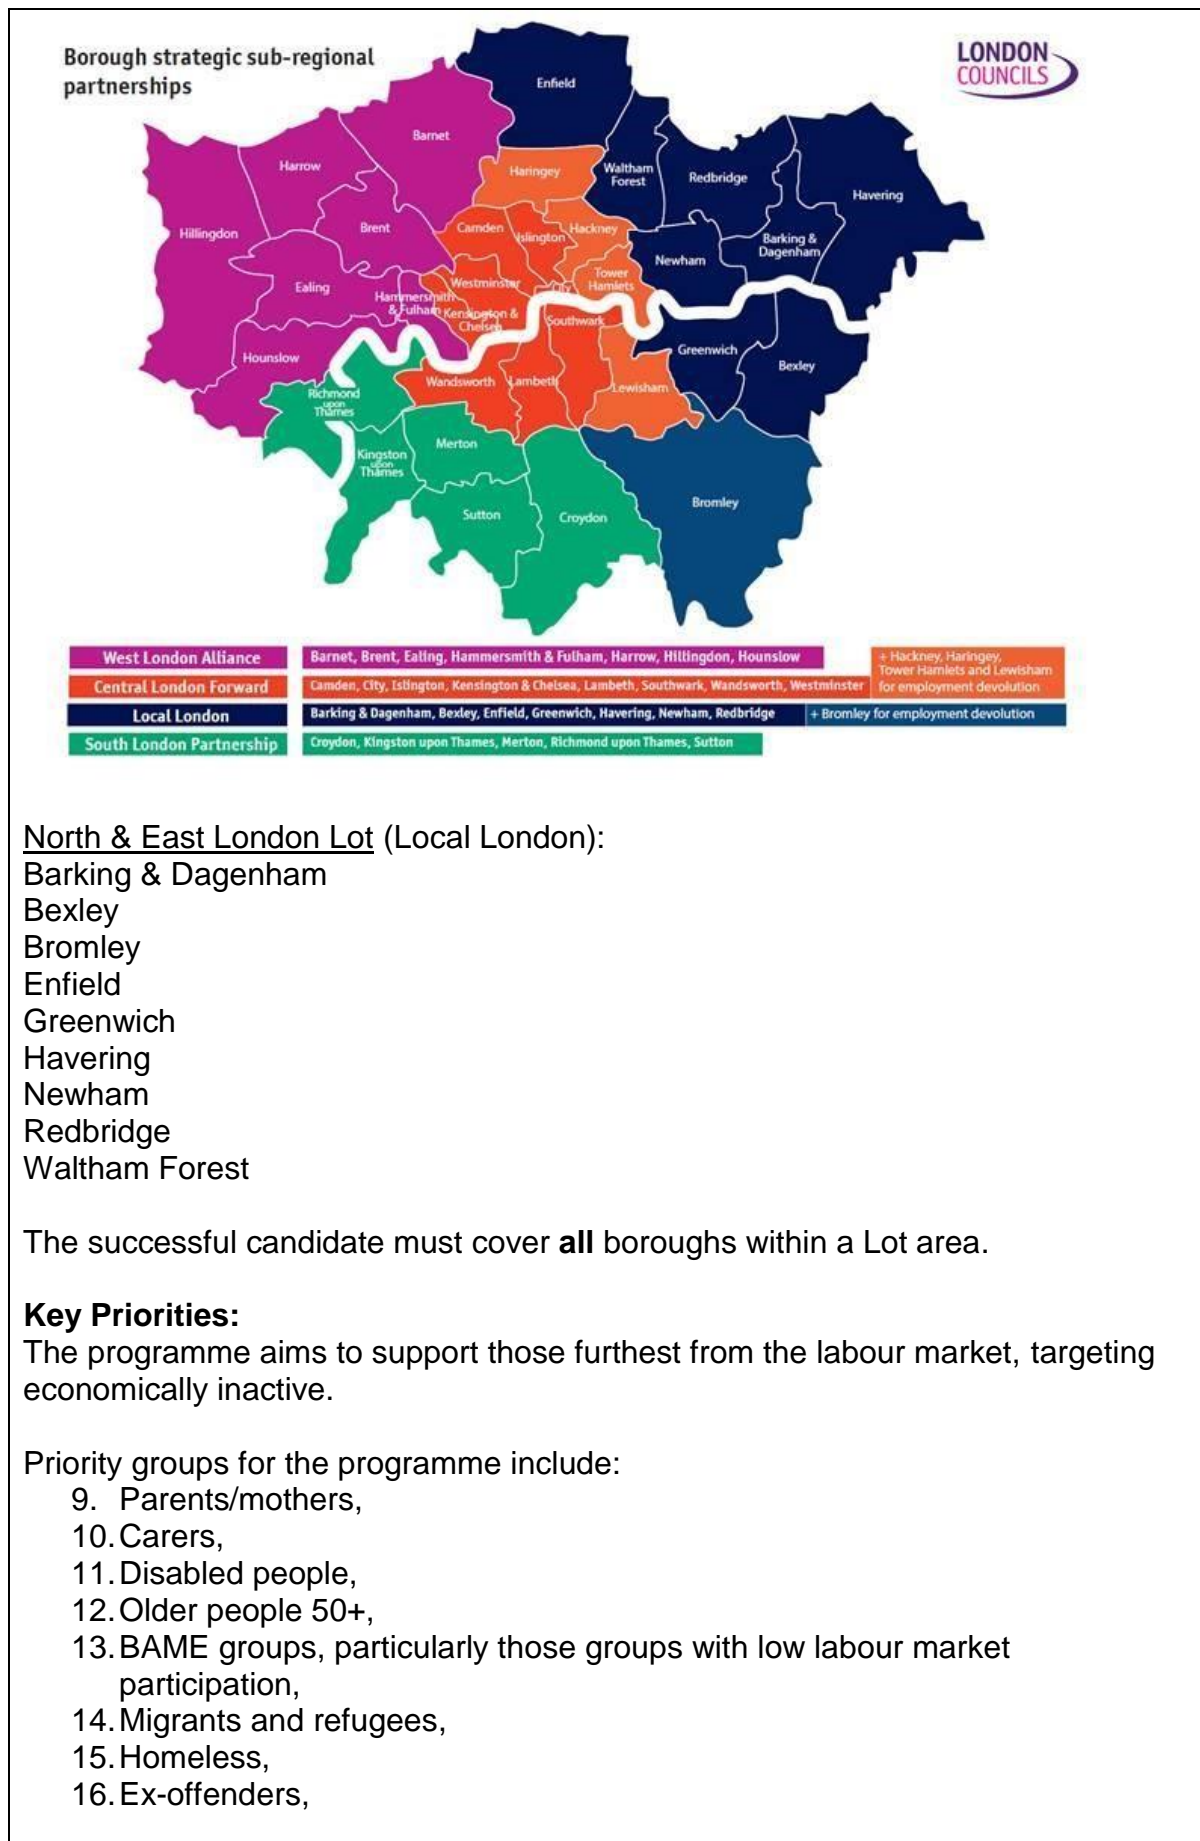 Borough strategic sub-regional
partnerships
LONDON
COUNCILS
Enfield
Barnet
Harrow
Haringey
Waltham
Forest
Redbridge
Havering
Hillingdon
Brent
Camden
Islington
Hackney
Barking &
Dagenham
Newham
Ealing
Westminster
City
Tower
Hamlets
Hammersmith
& Fulham
Kensington &
Chelsea
Southwark
Hounslow
Greenwich
Bexley
Richmond
upon
Thames
Wandsworth
Lambeth
Lewisham
Kingston
upon
Thames
Merton
Bromley
Sutton
Croydon
West London Alliance
Barnet, Brent, Ealing, Hammersmith & Fulham, Harrow, Hillingdon, Hounslow
+ Hackney, Haringey,
Tower Hamlets and Lewisham
for employment devolution
Central London Forward
Camden, City, Islington, Kensington & Chelsea, Lambeth, Southwark, Wandsworth, Westminster
Local London
Barking & Dagenham, Bexley, Enfield, Greenwich, Havering, Newham, Redbridge
+ Bromley for employment devolution
South London Partnership
Croydon, Kingston upon Thames, Merton, Richmond upon Thames, Sutton
North & East London Lot (Local London):
Barking & Dagenham
Bexley
Bromley
Enfield
Greenwich
Havering
Newham
Redbridge
Waltham Forest
The successful candidate must cover all boroughs within a Lot area.
Key Priorities:
The programme aims to support those furthest from the labour market, targeting
economically inactive.
Priority groups for the programme include:
9. Parents/mothers,
10. Carers,
11. Disabled people,
12. Older people 50+,
13. BAME groups, particularly those groups with low labour market
participation,
14. Migrants and refugees,
15. Homeless,
16. Ex-offenders,